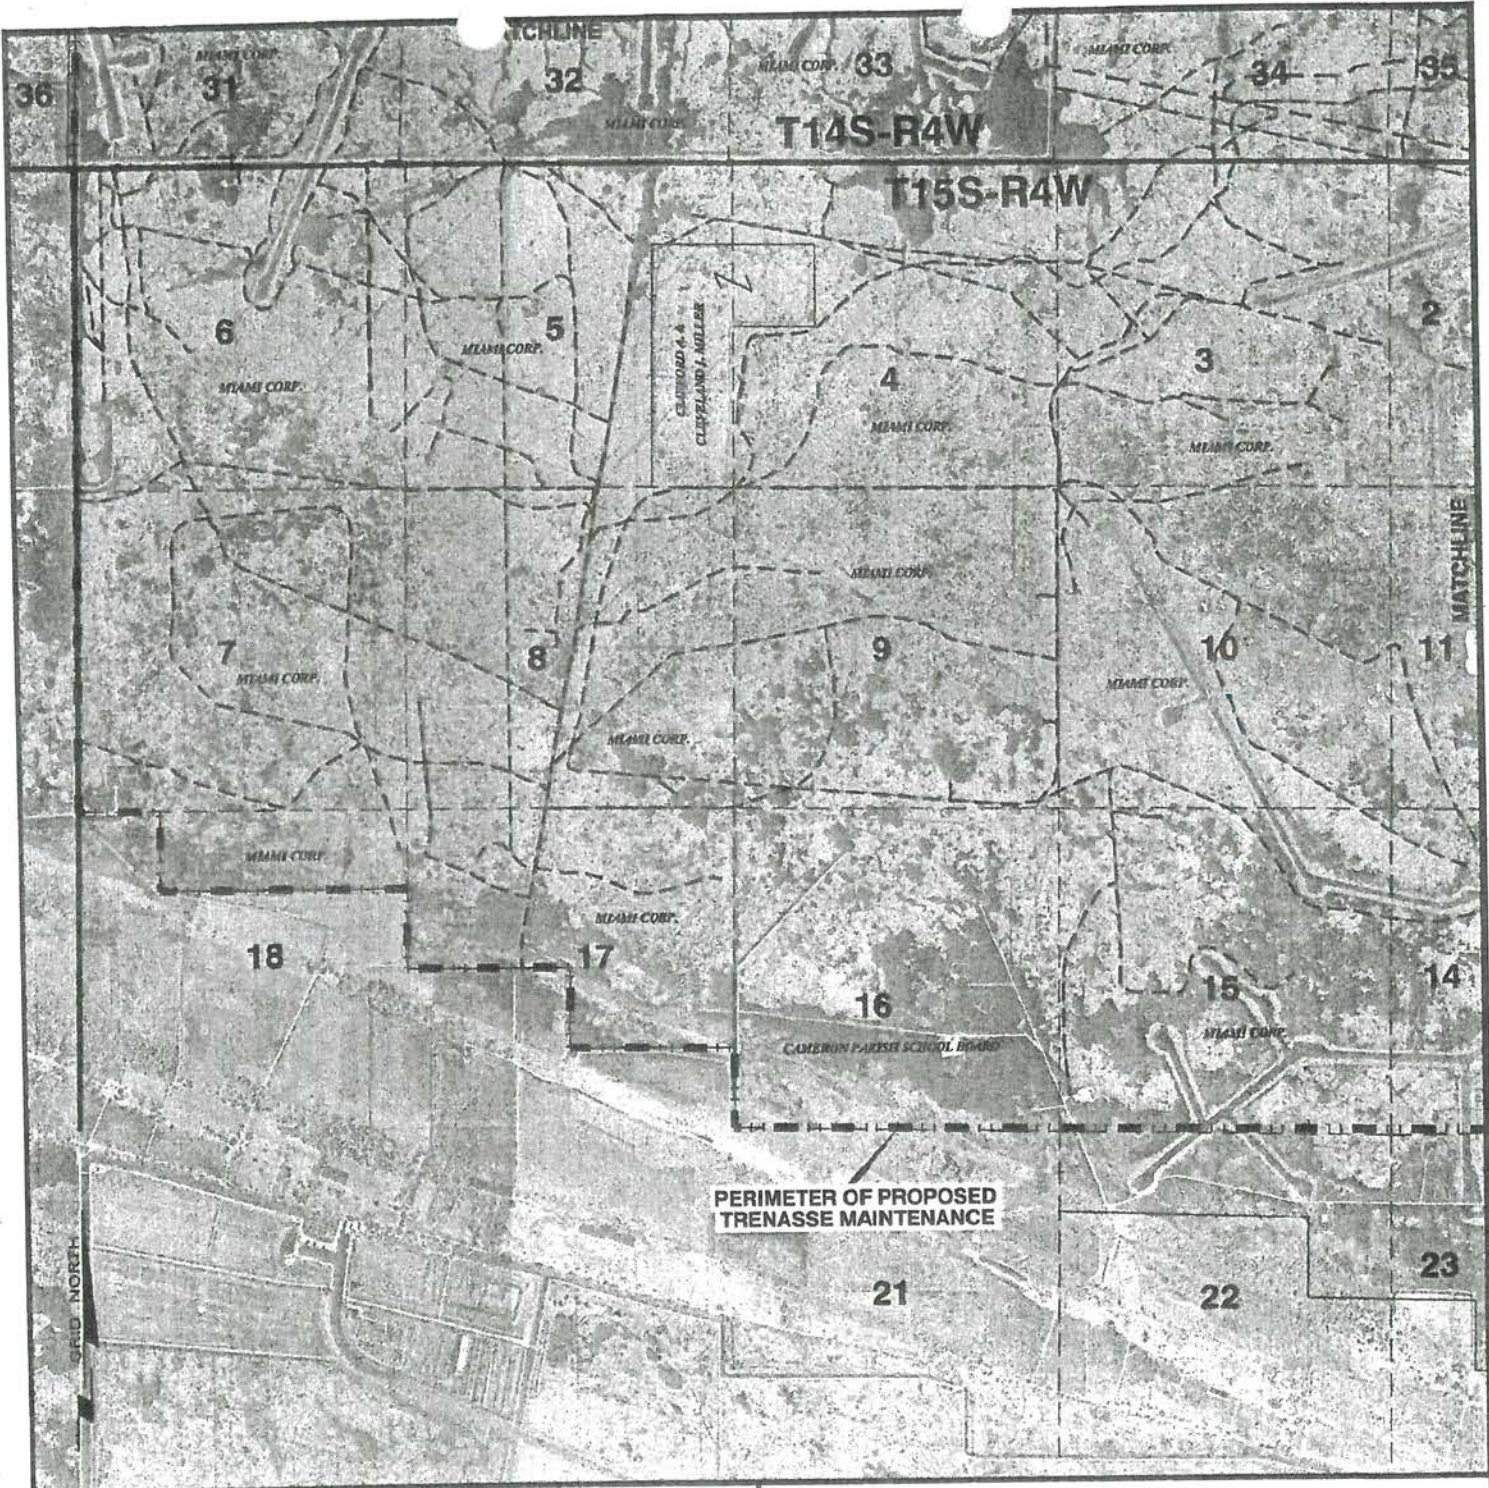 TCHLINE
MIAMI CORP.
MIAMI CORP.
MIAMI CORP.
36
31
32
33
34
35
MIAMI CORP.
T14S-R4W
T15S-R4W
6
5
CLIFFORD A. &
CLEVELAND J. MILLER
2
MIAMI CORP.
3
MIAMI CORP.
4
MIAMI CORP.
MIAMI CORP.
MATCHLINE
MIAMI CORP.
7
8
9
10
11
MIAMI CORP.
MIAMI CORP.
MIAMI CORP.
MIAMI CORP.
MIAMI CORP.
18
17
16
15
14
MIAMI CORP.
CAMERON PARISH SCHOOL BOARD
PERIMETER OF PROPOSED
TRENASSE MAINTENANCE
GRID NORTH
21
22
23